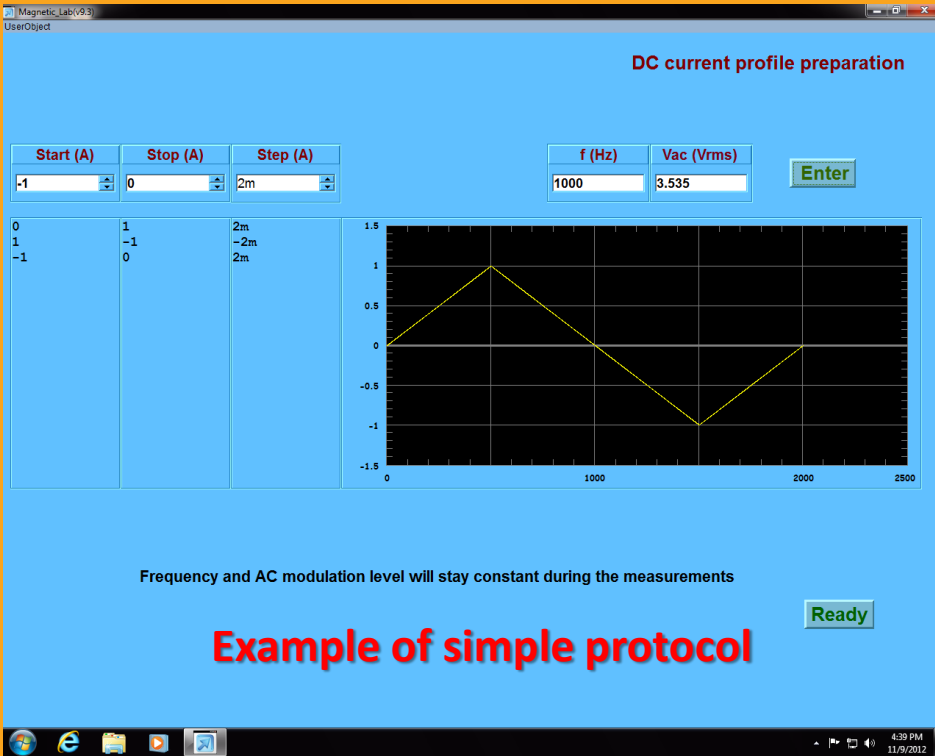 Magnetic_Lab(v9.3)
UserObject
DC current profile preparation
Start (A) Stop (A) Step (A) f (Hz) Vac (Vrms)
-1 0 2m 1000 3.535 Enter
0 1 2m
1 -1 -2m
-1 0 2m
1.5
1
0.5
0
-0.5
-1
-1.5
0 1000 2000 2500
Frequency and AC modulation level will stay constant during the measurements
Ready
Example of simple protocol
4:39 PM
11/9/2012